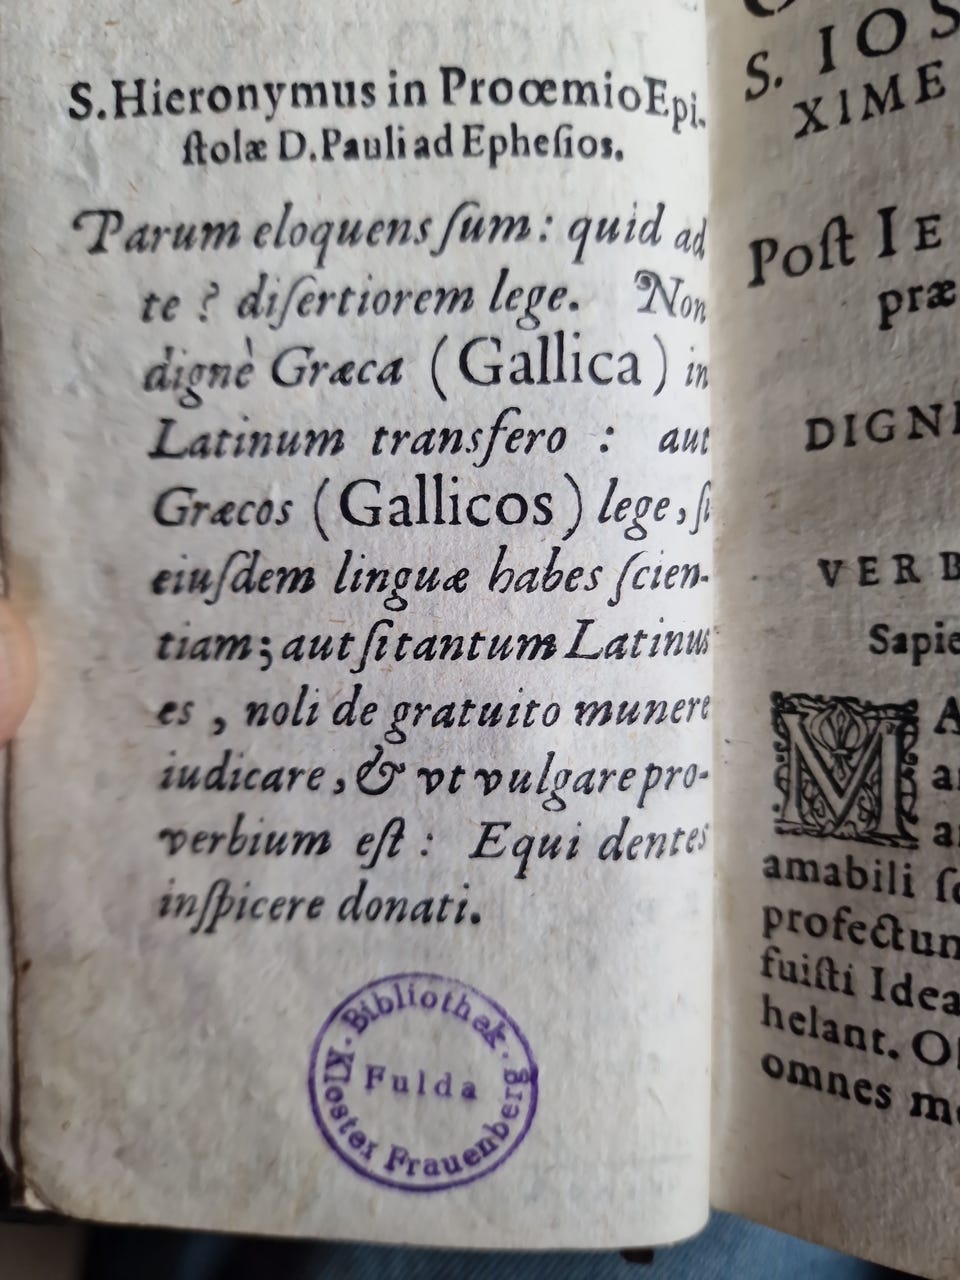 S. Hieronymus in Proœmio Epi-
ſtolæ D. Pauli ad Epheſios.
Parum eloquens ſum : quid ad
te ? diſertiorem lege. Non
dignè Græca (Gallica) in
Latinum transfero : aut
Græcos (Gallicos) lege, ſi
eiuſdem linguæ habes ſcien-
tiam; aut ſi tantum Latinus
es , noli de gratuito munere
iudicare, & vt vulgare pro-
verbium eſt : Equi dentes
inſpicere donati.
Bibliothek
Kloster Frauenberg
Fulda
S. IOS
XIME
Poſt IE
præ
DIGNI
VERB
Sapie
M A
amabili ſ
profectun
fuiſti Idea
helant. O
omnes m